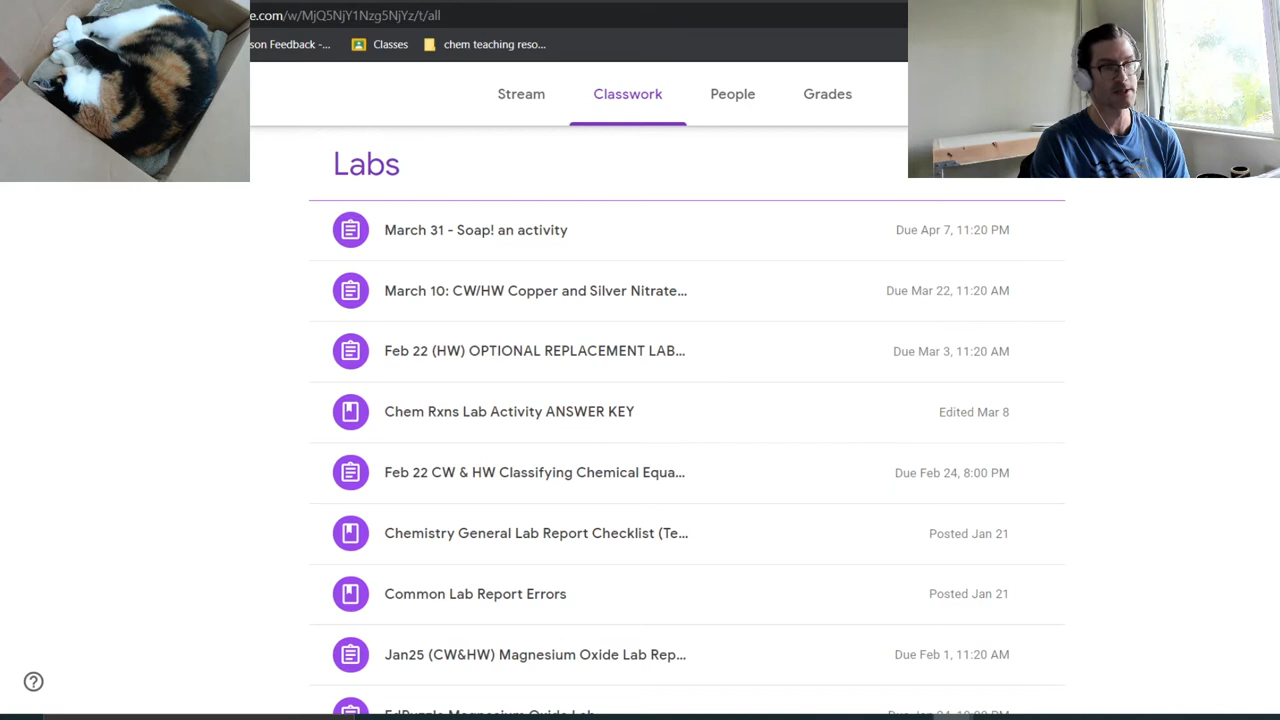 e.com/w/MjQ5NjY1Nzg5NjYz/t/all
son Feedback -... Classes chem teaching reso...
Stream Classwork People Grades
Labs
March 31 - Soap! an activity Due Apr 7, 11:20 PM
March 10: CW/HW Copper and Silver Nitrate... Due Mar 22, 11:20 AM
Feb 22 (HW) OPTIONAL REPLACEMENT LAB... Due Mar 3, 11:20 AM
Chem Rxns Lab Activity ANSWER KEY Edited Mar 8
Feb 22 CW & HW Classifying Chemical Equa... Due Feb 24, 8:00 PM
Chemistry General Lab Report Checklist (Te... Posted Jan 21
Common Lab Report Errors Posted Jan 21
Jan25 (CW&HW) Magnesium Oxide Lab Rep... Due Feb 1, 11:20 AM
EdPuzzle Magnesium Oxide Lab